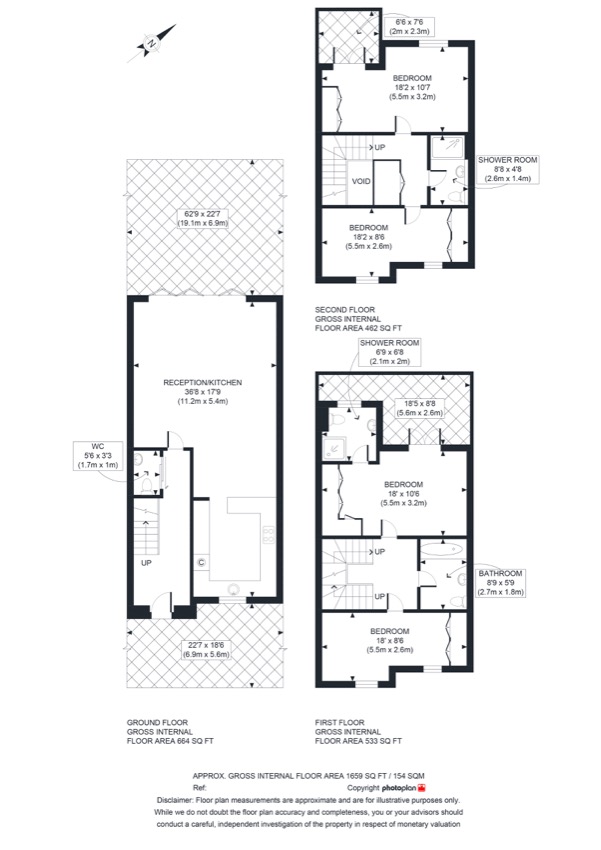 N
62'9 x 22'7
(19.1m x 6.9m)
RECEPTION/KITCHEN
36'8 x 17'9
(11.2m x 5.4m)
WC
5'6 x 3'3
(1.7m x 1m)
UP
C
22'7 x 18'6
(6.9m x 5.6m)
GROUND FLOOR
GROSS INTERNAL
FLOOR AREA 664 SQ FT
SHOWER ROOM
6'9 x 6'8
(2.1m x 2m)
18'5 x 8'8
(5.6m x 2.6m)
BEDROOM
18' x 10'6
(5.5m x 3.2m)
UP
UP
BEDROOM
18' x 8'6
(5.5m x 2.6m)
BATHROOM
8'9 x 5'9
(2.7m x 1.8m)
FIRST FLOOR
GROSS INTERNAL
FLOOR AREA 533 SQ FT
6'6 x 7'6
(2m x 2.3m)
BEDROOM
18'2 x 10'7
(5.5m x 3.2m)
UP
VOID
BEDROOM
18'2 x 8'6
(5.5m x 2.6m)
SHOWER ROOM
8'8 x 4'8
(2.6m x 1.4m)
SECOND FLOOR
GROSS INTERNAL
FLOOR AREA 462 SQ FT
APPROX. GROSS INTERNAL FLOOR AREA 1659 SQ FT / 154 SQM
Ref:
Copyright photoplan
Disclaimer: Floor plan measurements are approximate and are for illustrative purposes only.
While we do not doubt the floor plan accuracy and completeness, you or your advisors should
conduct a careful, independent investigation of the property in respect of monetary valuation